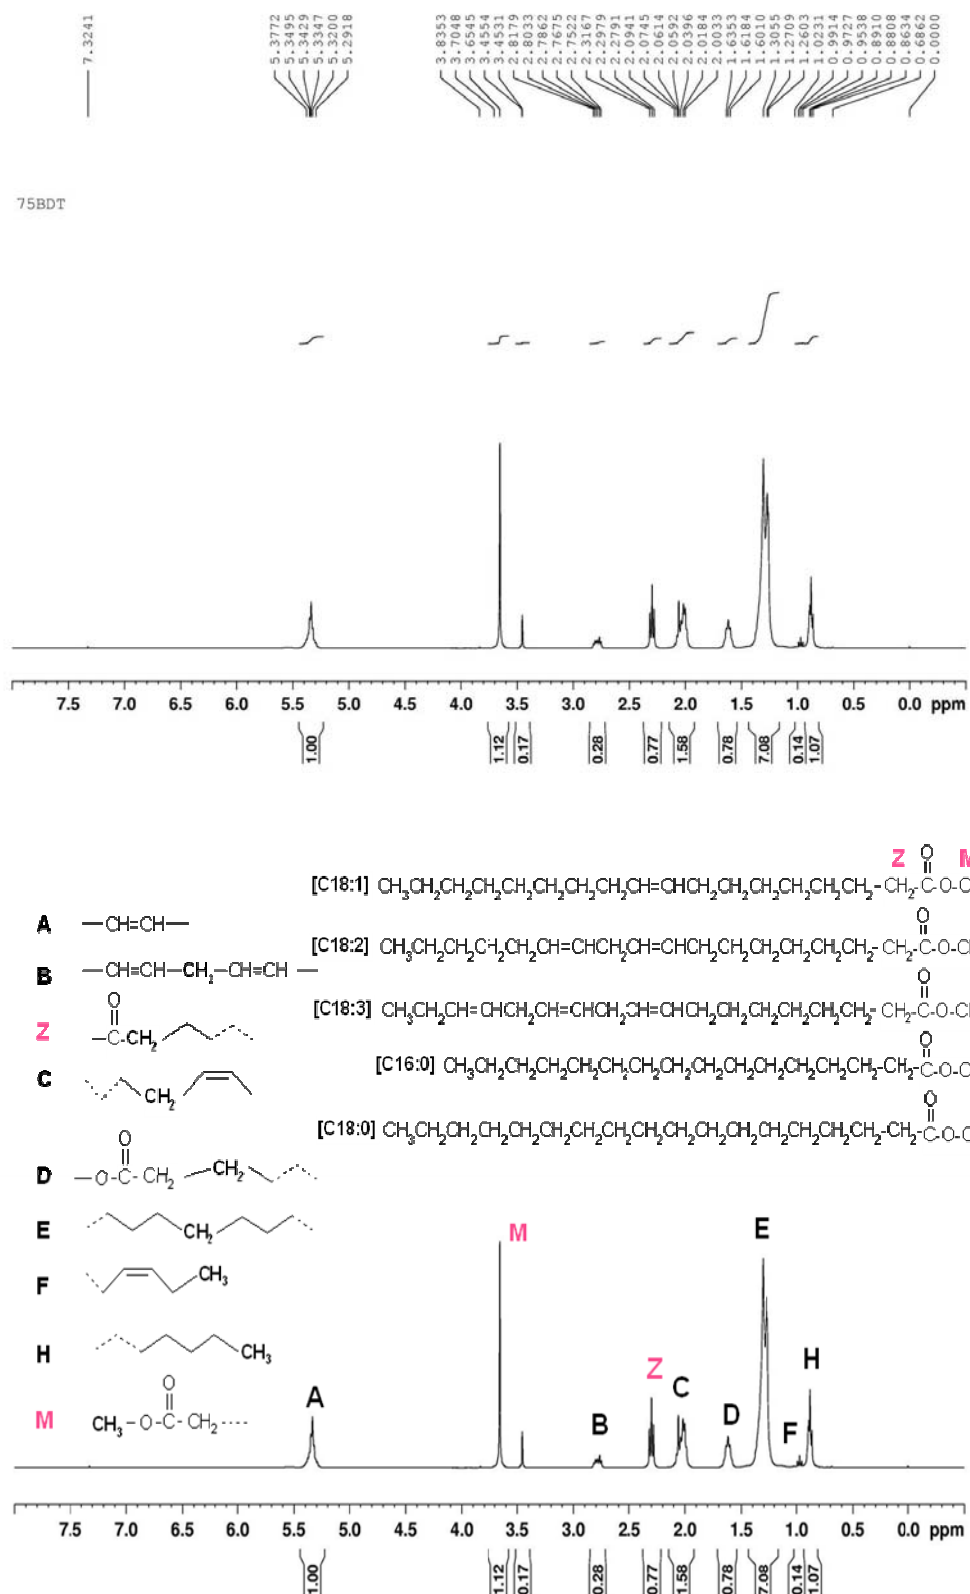 7.3241 5.3772 5.3495 5.3429 5.3347 5.3200 5.2918 3.8353 3.7048 3.6545 3.4554 3.4531 2.8179 2.8033 2.7862 2.7675 2.7522 2.3167 2.2979 2.2791 2.0941 2.0745 2.0614 2.0592 2.0396 2.0184 2.0033 1.6353 1.6184 1.6010 1.3055 1.2709 1.2603 1.0231 0.9914 0.9727 0.9538 0.8910 0.8808 0.8634 0.6862 0.0000
75BDT
7.5 7.0 6.5 6.0 5.5 5.0 4.5 4.0 3.5 3.0 2.5 2.0 1.5 1.0 0.5 0.0 ppm
1.00 1.12 0.17 0.28 0.77 1.58 0.78 7.08 0.14 1.07
Z O M
[C18:1] CH₃CH₂CH₂CH₂CH₂CH₂CH₂CH₂CH=CHCH₂CH₂CH₂CH₂CH₂CH₂-CH₂-C-O-C
A —CH=CH—
O
[C18:2] CH₃CH₂CH₂CH₂CH₂CH=CHCH₂CH=CHCH₂CH₂CH₂CH₂CH₂CH₂-CH₂-C-O-C
B —CH=CH—CH₂—CH=CH—
O
[C18:3] CH₃CH₂CH=CHCH₂CH=CHCH₂CH=CHCH₂CH₂CH₂CH₂CH₂CH₂-CH₂-C-O-C
O
Z —C-CH₂
O
[C16:0] CH₃CH₂CH₂CH₂CH₂CH₂CH₂CH₂CH₂CH₂CH₂CH₂CH₂CH₂-CH₂-C-O-C
C CH₂
O
[C18:0] CH₃CH₂CH₂CH₂CH₂CH₂CH₂CH₂CH₂CH₂CH₂CH₂CH₂CH₂CH₂CH₂-CH₂-C-O-C
O
D —O-C-CH₂ CH₂
E CH₂
F CH₃
H CH₃
O
M CH₃-O-C-CH₂
M E
A B Z C D F H
7.5 7.0 6.5 6.0 5.5 5.0 4.5 4.0 3.5 3.0 2.5 2.0 1.5 1.0 0.5 0.0 ppm
1.00 1.12 0.17 0.28 0.77 1.58 0.78 7.08 0.14 1.07